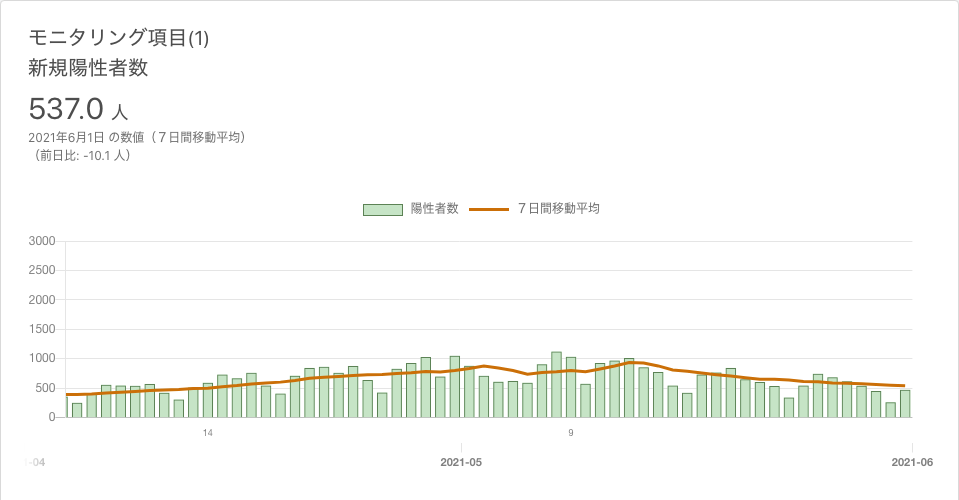 モニタリング項目(1)
新規陽性者数
537.0 人
2021年6月1日 の数値（７日間移動平均）
（前日比: -10.1 人）
陽性者数 ７日間移動平均
3000
2500
2000
1500
1000
500
0
14 9
-04 2021-05 2021-06